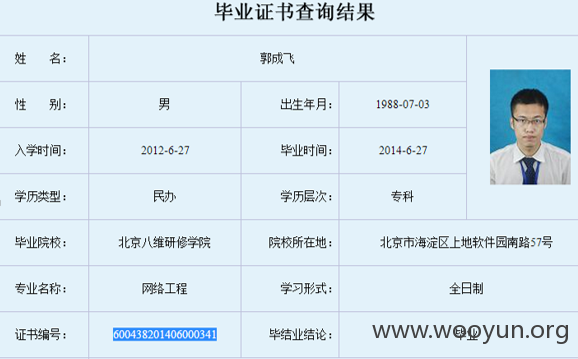 毕业证书查询结果
姓 名： 郭成飞
性 别： 男 出生年月： 1988-07-03
入学时间： 2012-6-27 毕业时间： 2014-6-27
学历类型： 民办 学历层次： 专科
毕业院校： 北京八维研修学院 院校所在地： 北京市海淀区上地软件园南路57号
专业名称： 网络工程 学习形式： 全日制
证书编号： 600438201406000341 毕结业结论： 毕业
www.wooyun.org